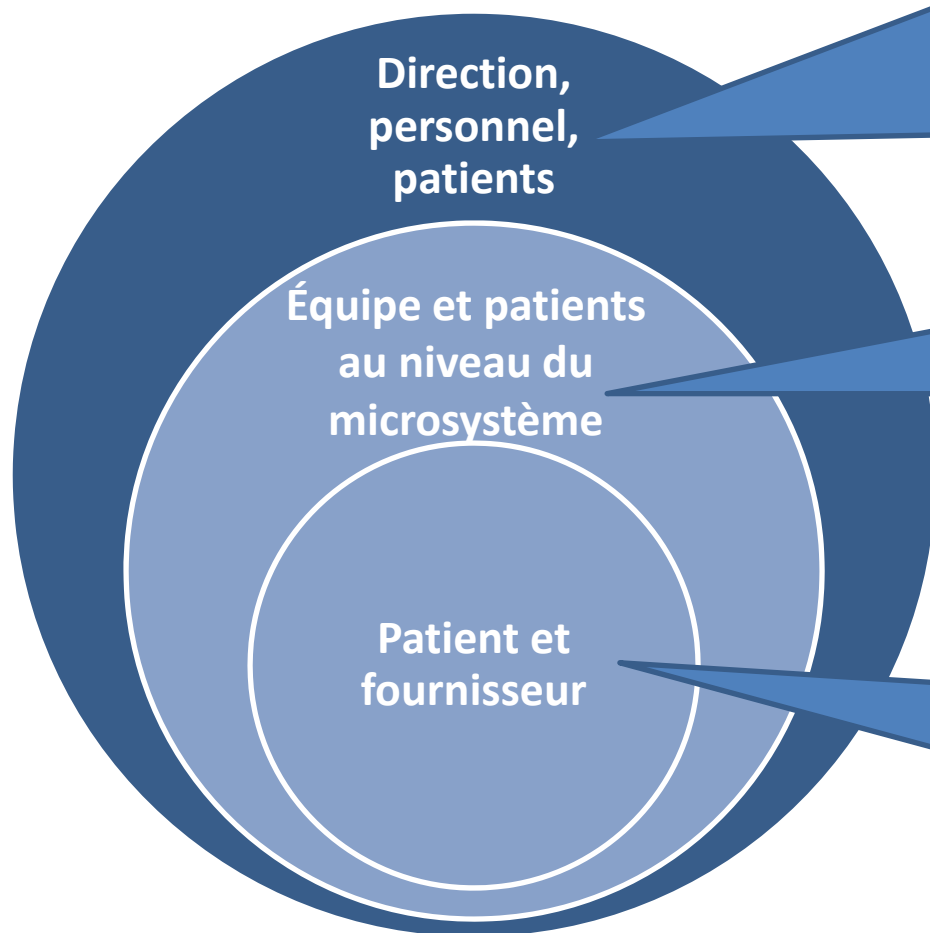 Direction,
personnel,
patients
Équipe et patients
au niveau du
microsystème
Patient et
fournisseur